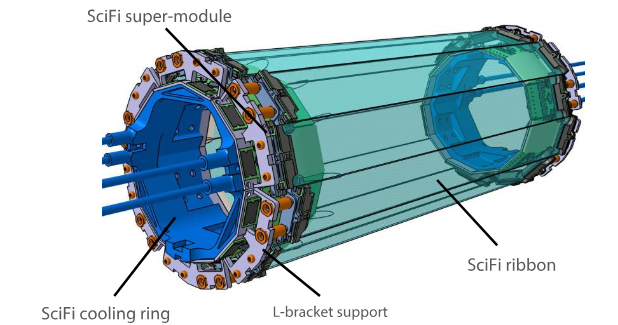 SciFi super-module
SciFi ribbon
SciFi cooling ring
L-bracket support